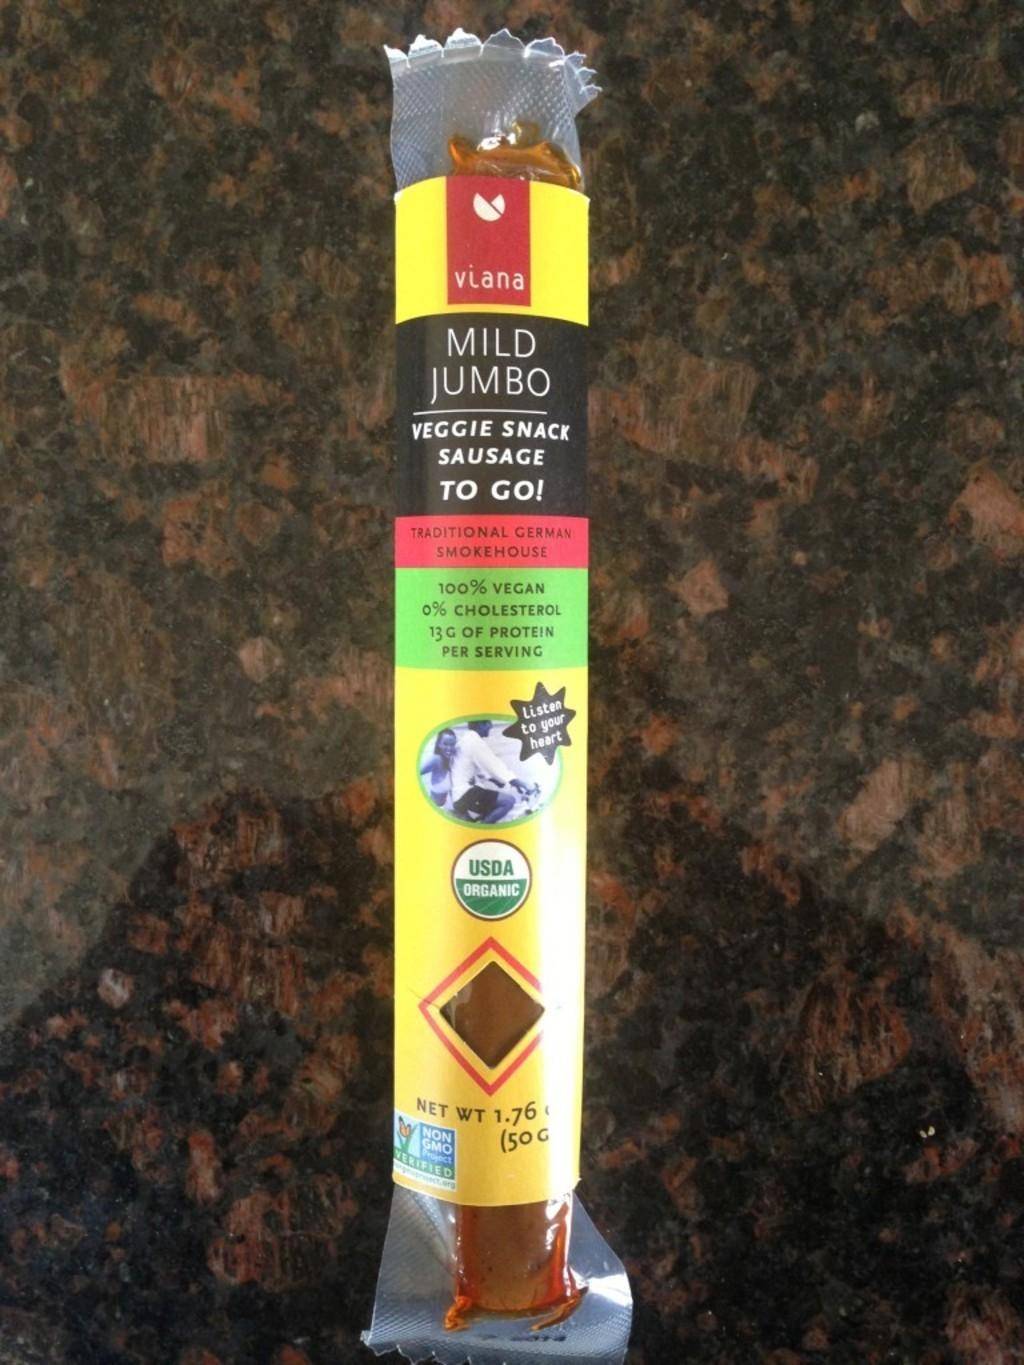 viana
MILD
JUMBO
VEGGIE SNACK
SAUSAGE
TO GO!
TRADITIONAL GERMAN
SMOKEHOUSE
100% VEGAN
0% CHOLESTEROL
13G OF PROTEIN
PER SERVING
Listen
to your
heart
USDA
ORGANIC
NET WT 1.76
(50 G
NON
GMO
Project
VERIFIED